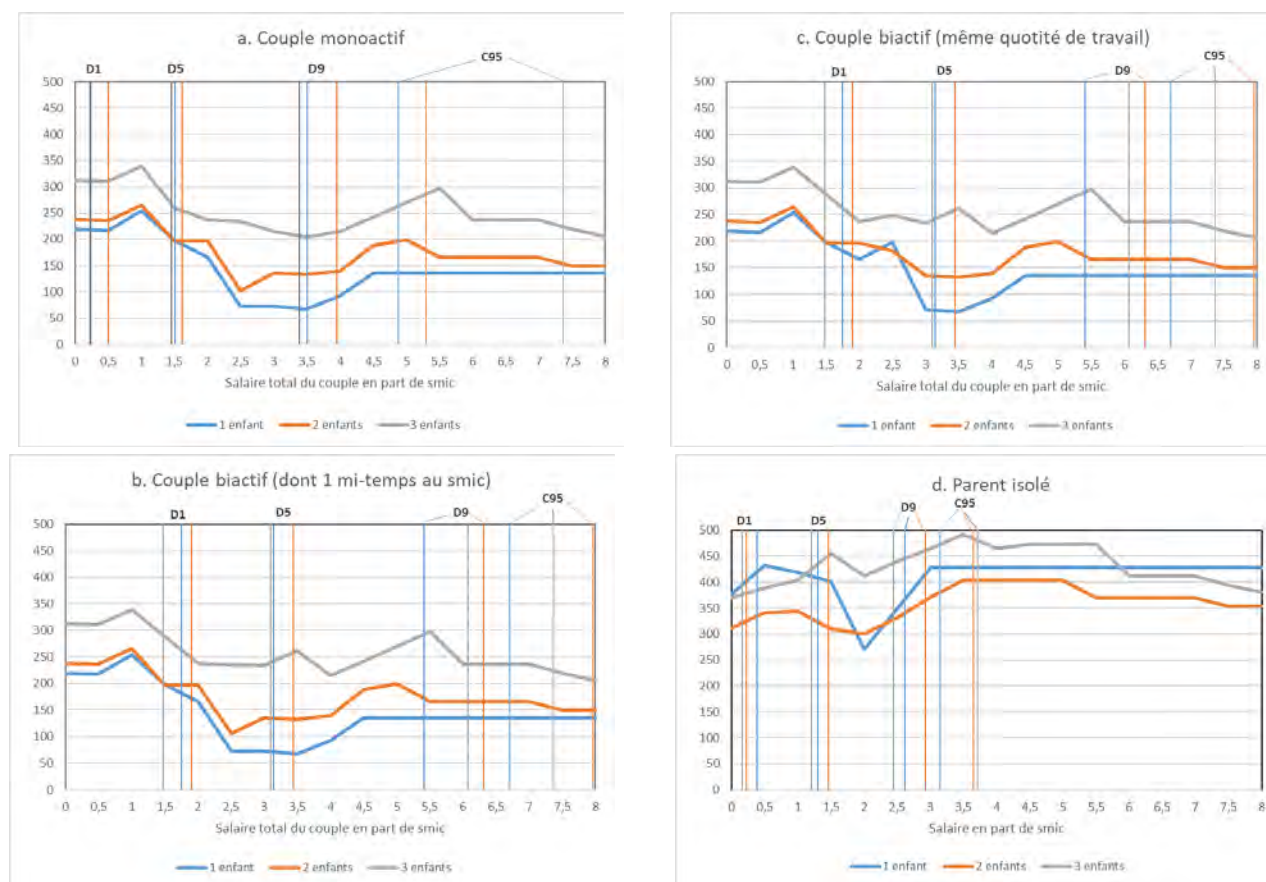 a. Couple monoactif
D1 D5 D9 C95
500
450
400
350
300
250
200
150
100
50
0
0 0,5 1 1,5 2 2,5 3 3,5 4 4,5 5 5,5 6 6,5 7 7,5 8
Salaire total du couple en part de smic
1 enfant 2 enfants 3 enfants
c. Couple biactif (même quotité de travail)
D1 D5 D9 C95
500
450
400
350
300
250
200
150
100
50
0
0 0,5 1 1,5 2 2,5 3 3,5 4 4,5 5 5,5 6 6,5 7 7,5 8
Salaire total du couple en part de smic
1 enfant 2 enfants 3 enfants
b. Couple biactif (dont 1 mi-temps au smic)
D1 D5 D9 C95
500
450
400
350
300
250
200
150
100
50
0
0 0,5 1 1,5 2 2,5 3 3,5 4 4,5 5 5,5 6 6,5 7 7,5 8
Salaire total du couple en part de smic
1 enfant 2 enfants 3 enfants
d. Parent isolé
D1 D5 D9 C95
500
450
400
350
300
250
200
150
100
50
0
0 0,5 1 1,5 2 2,5 3 3,5 4 4,5 5 5,5 6 6,5 7 7,5 8
Salaire en part de smic
1 enfant 2 enfants 3 enfants